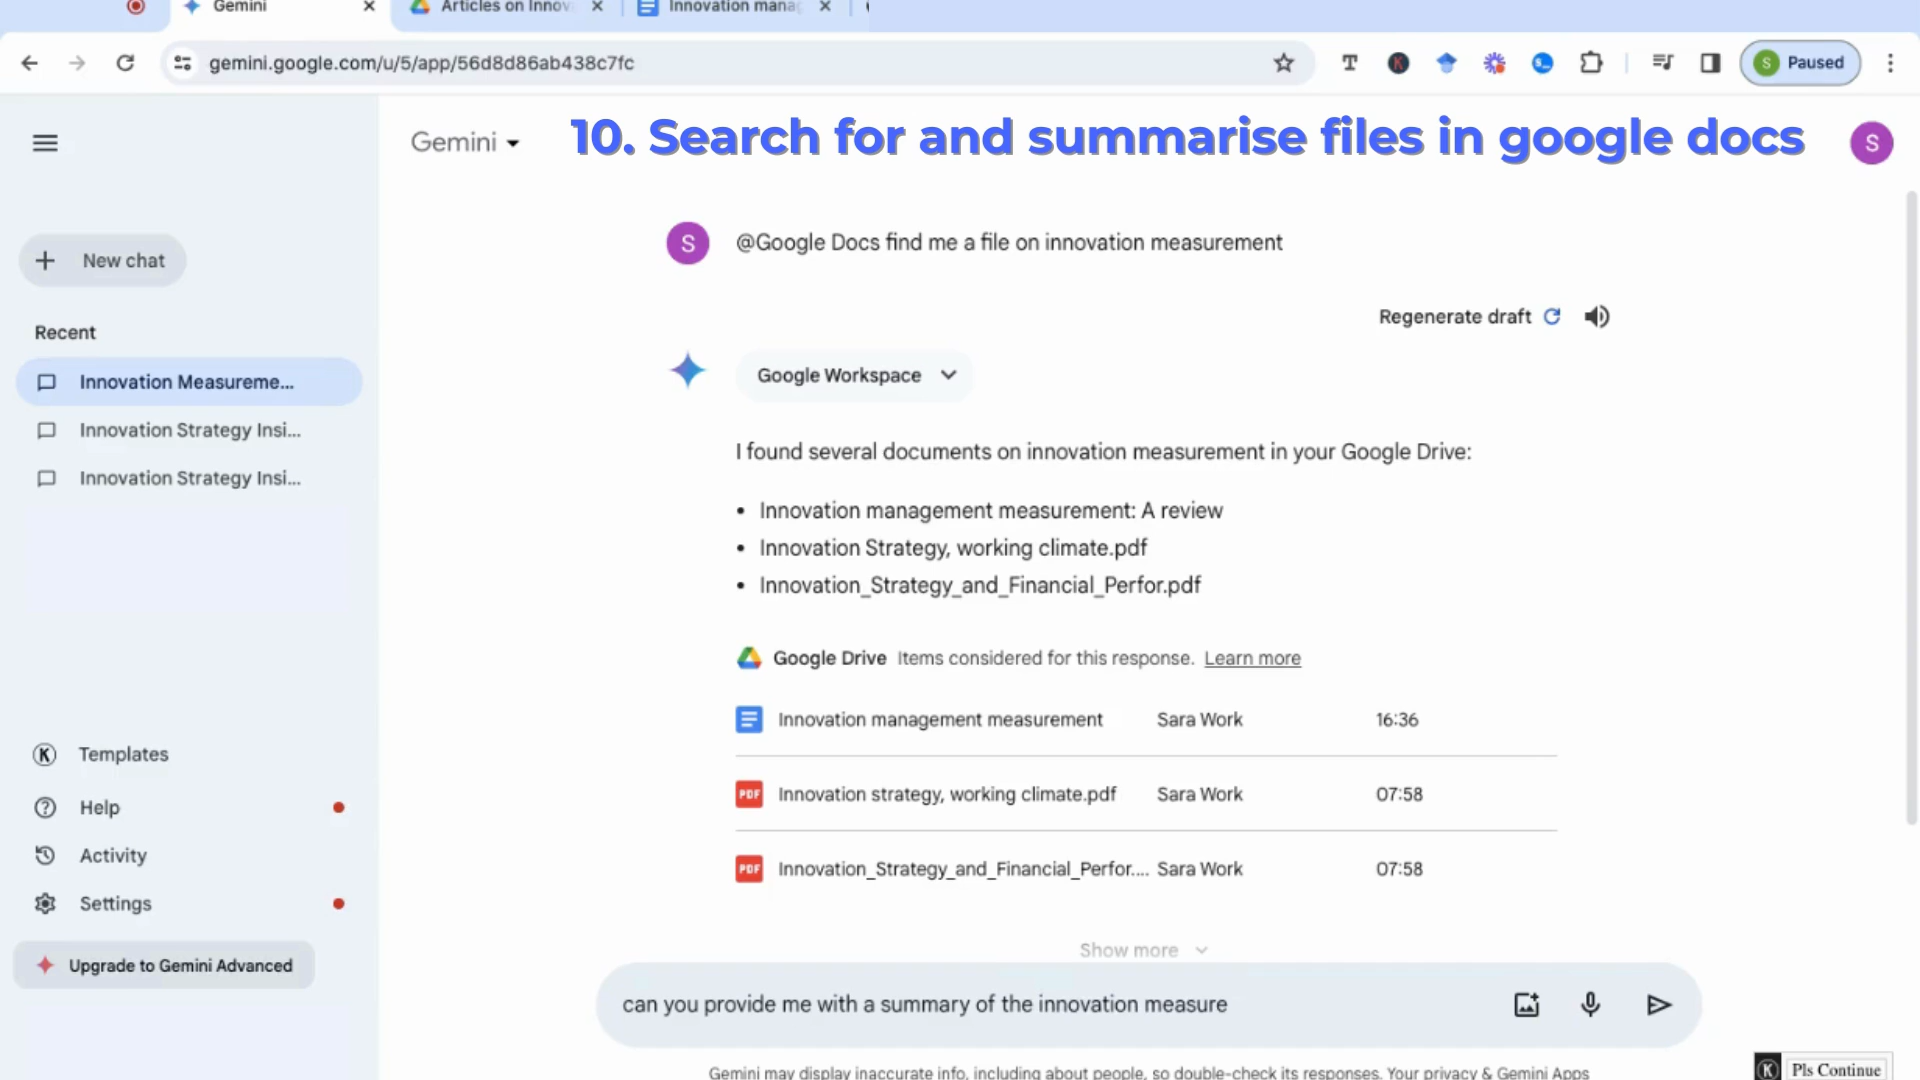 Gemini
Articles on Innov
Innovation mana
gemini.google.com/u/5/app/56d8d86ab438c7fc
T
K
S Paused
Gemini
10. Search for and summarise files in google docs
S
New chat
Recent
Innovation Measureme...
Innovation Strategy Insi...
Innovation Strategy Insi...
K Templates
Help
Activity
Settings
Upgrade to Gemini Advanced
S @Google Docs find me a file on innovation measurement
Regenerate draft
Google Workspace
I found several documents on innovation measurement in your Google Drive:
• Innovation management measurement: A review
• Innovation Strategy, working climate.pdf
• Innovation_Strategy_and_Financial_Perfor.pdf
Google Drive Items considered for this response. Learn more
Innovation management measurement Sara Work 16:36
PDF Innovation strategy, working climate.pdf Sara Work 07:58
PDF Innovation_Strategy_and_Financial_Perfor.... Sara Work 07:58
Show more
can you provide me with a summary of the innovation measure
Gemini may display inaccurate info, including about people, so double-check its responses. Your privacy & Gemini Apps
K Pls Continue